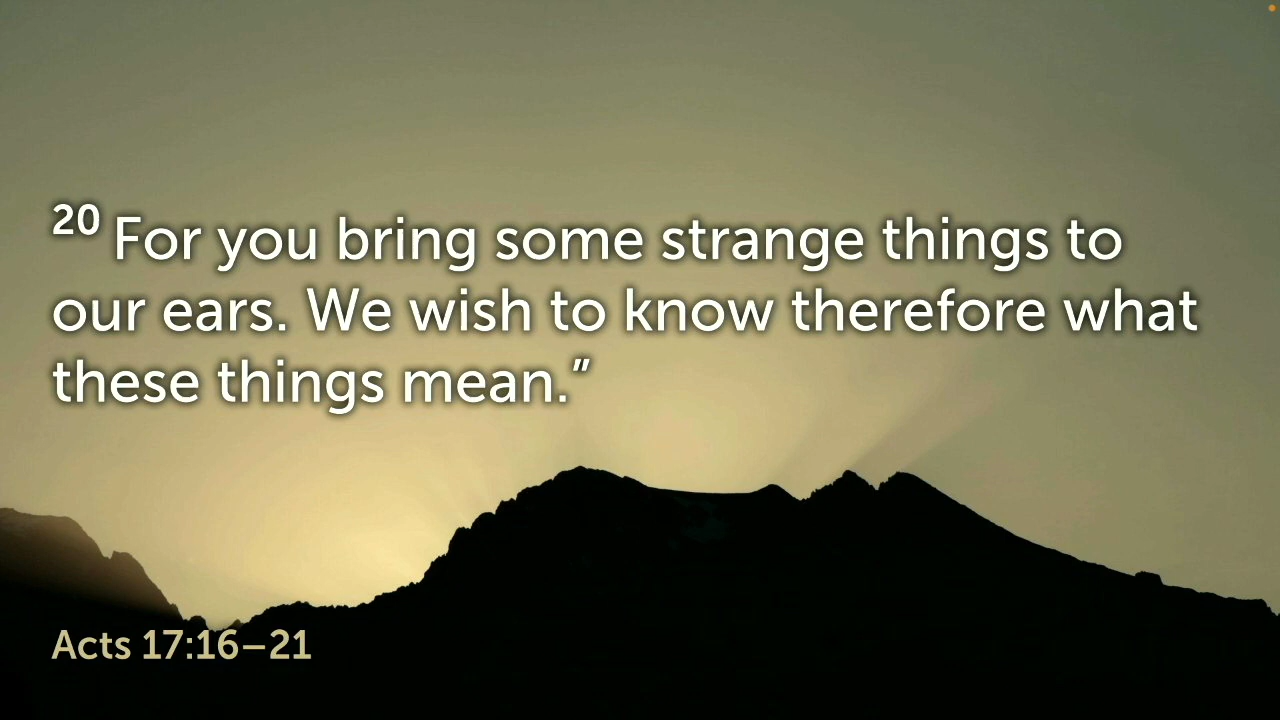 20 For you bring some strange things to
our ears. We wish to know therefore what
these things mean.”
Acts 17:16–21